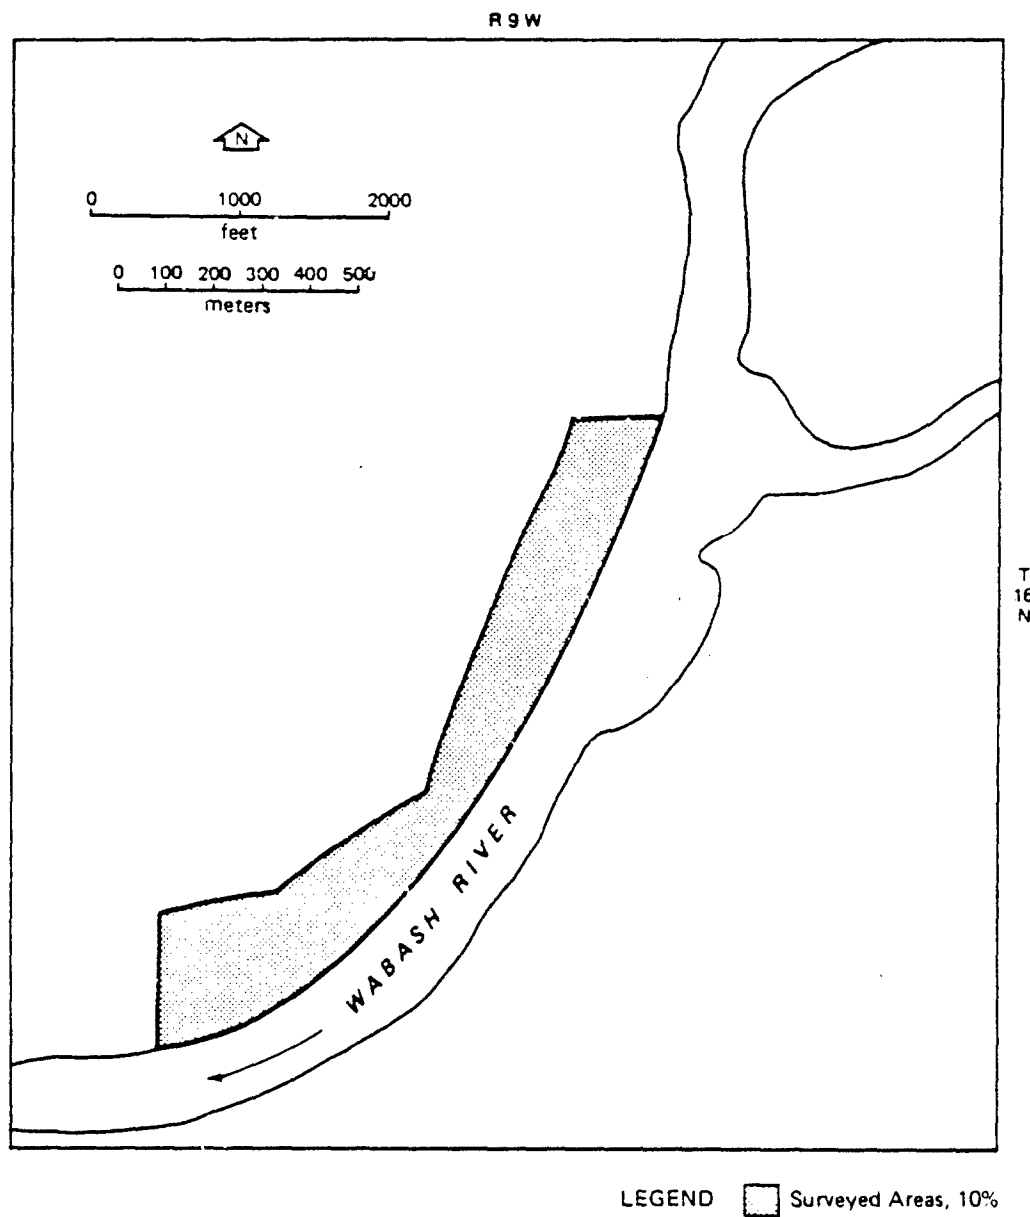 R 9 W
N
0 1000 2000
feet
0 100 200 300 400 500
meters
T
16
N
WABASH RIVER
LEGEND Surveyed Areas, 10%